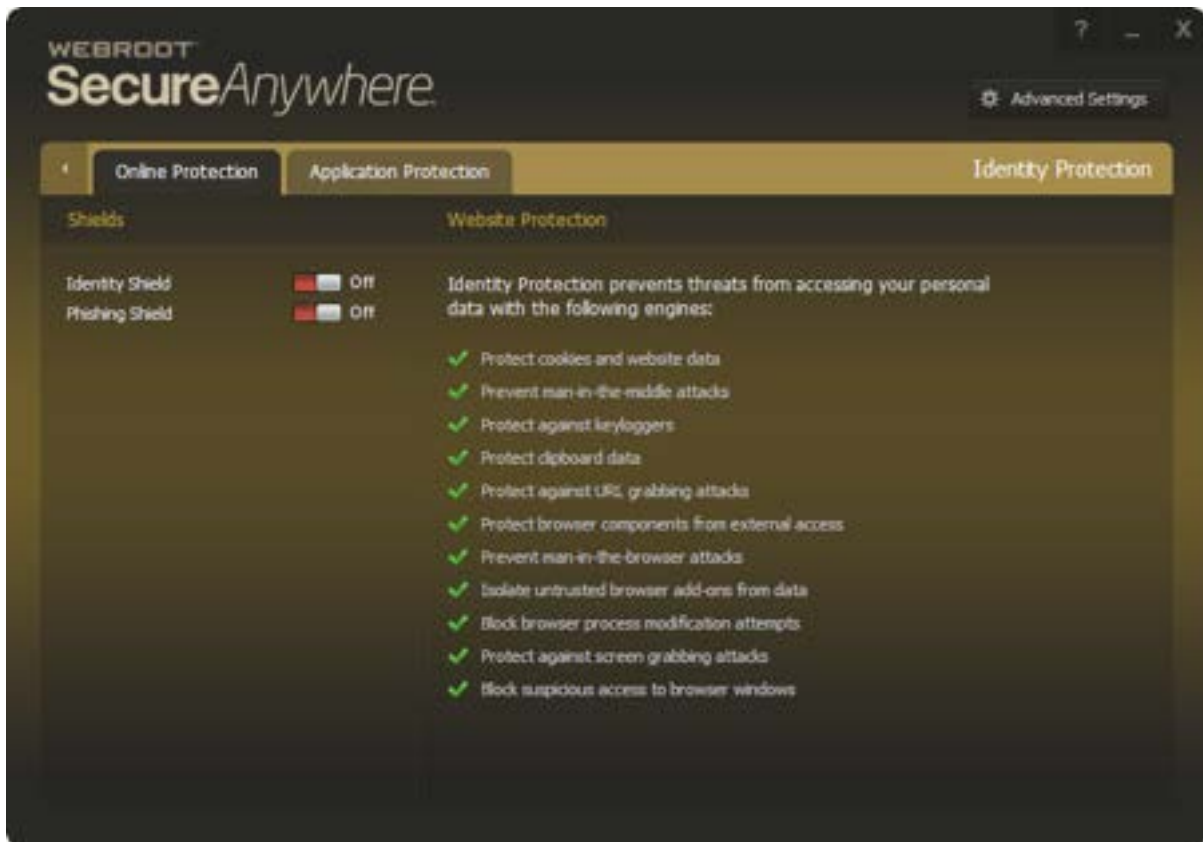 WEBROOT
SecureAnywhere
? _ X
Advanced Settings
Online Protection
Application Protection
Identity Protection
Shields
Website Protection
Identity Shield Off
Phishing Shield Off
Identity Protection prevents threats from accessing your personal
data with the following engines:
Protect cookies and website data
Prevent man-in-the-middle attacks
Protect against keyloggers
Protect clipboard data
Protect against URL grabbing attacks
Protect browser components from external access
Prevent man-in-the-browser attacks
Isolate untrusted browser add-ons from data
Block browser process modification attempts
Protect against screen grabbing attacks
Block suspicious access to browser windows